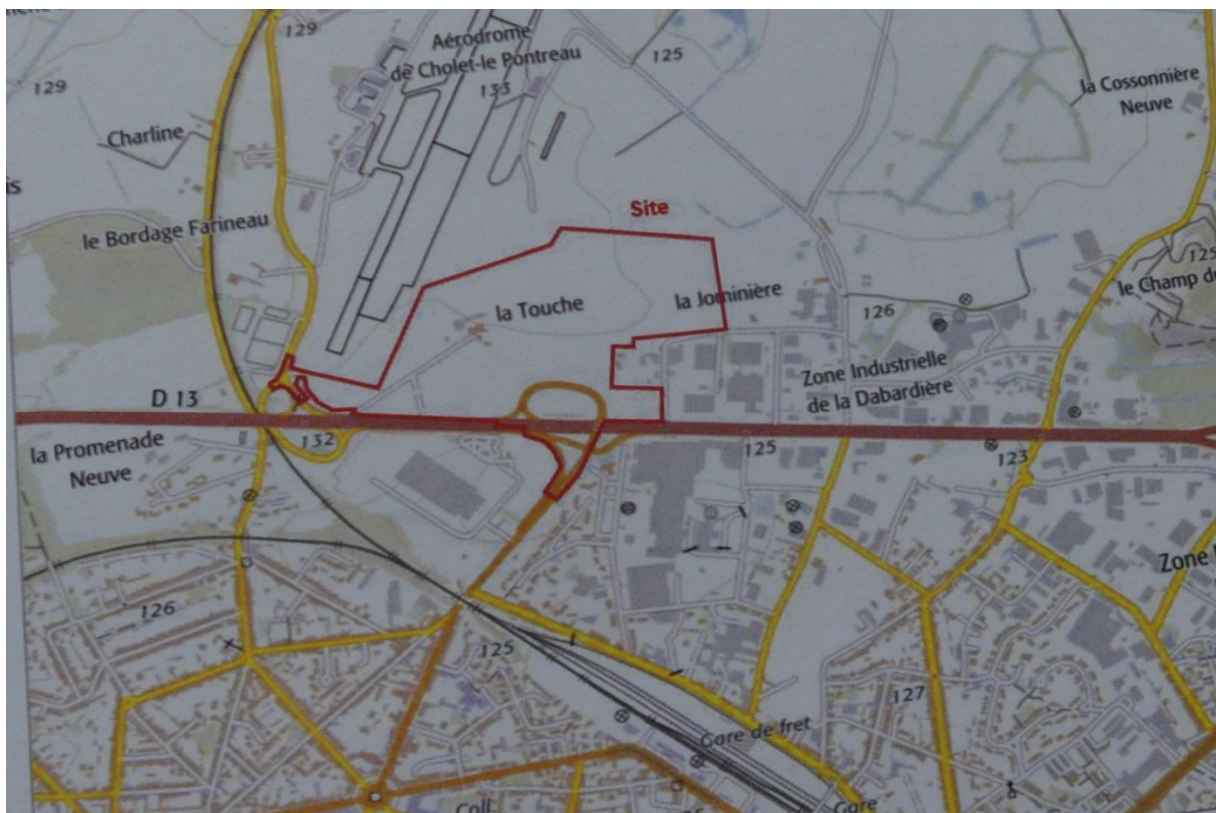 129
Aérodrome
de Cholet-le Pontreau
133
125
129
la Cossonnière
Neuve
Charline
is
Site
le Bordage Farineau
125
le Champ du
la Touche
la Jominière
126
Zone Industrielle
de la Dabardière
D 13
132
la Promenade
Neuve
125
123
Zone
126
125
127
Gare de fret
Gare
Coll